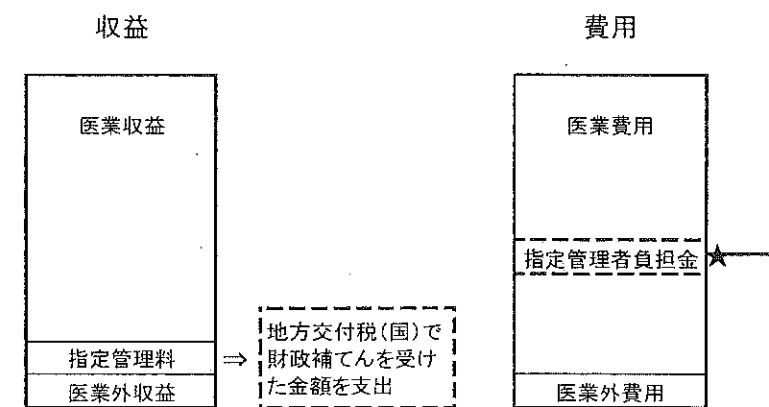 収益
費用
医業収益
医業費用
指定管理者負担金
★
地方交付税(国)で
指定管理料
⇒
財政補てんを受け
た金額を支出
医業外収益
医業外費用